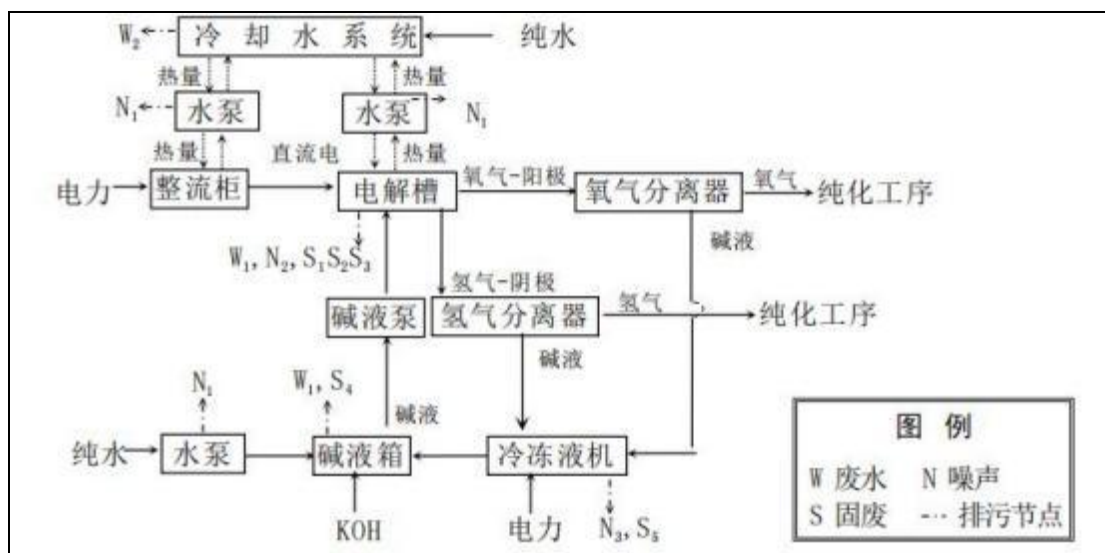 W₂ 冷却水系统 纯水
热量 热量
N₁ 水泵 水泵 N₁
热量 直流电 热量
电力 整流柜 电解槽 氧气-阳极 氧气分离器 氧气 纯化工序
碱液
W₁, N₂, S₁S₂S₃
氢气-阴极
碱液泵 氢气分离器 氢气 纯化工序
碱液
N₁ W₁, S₄
碱液
纯水 水泵 碱液箱 冷冻液机
KOH 电力 N₃, S₅
图 例
W 废水 N 噪声
S 固废 排污节点